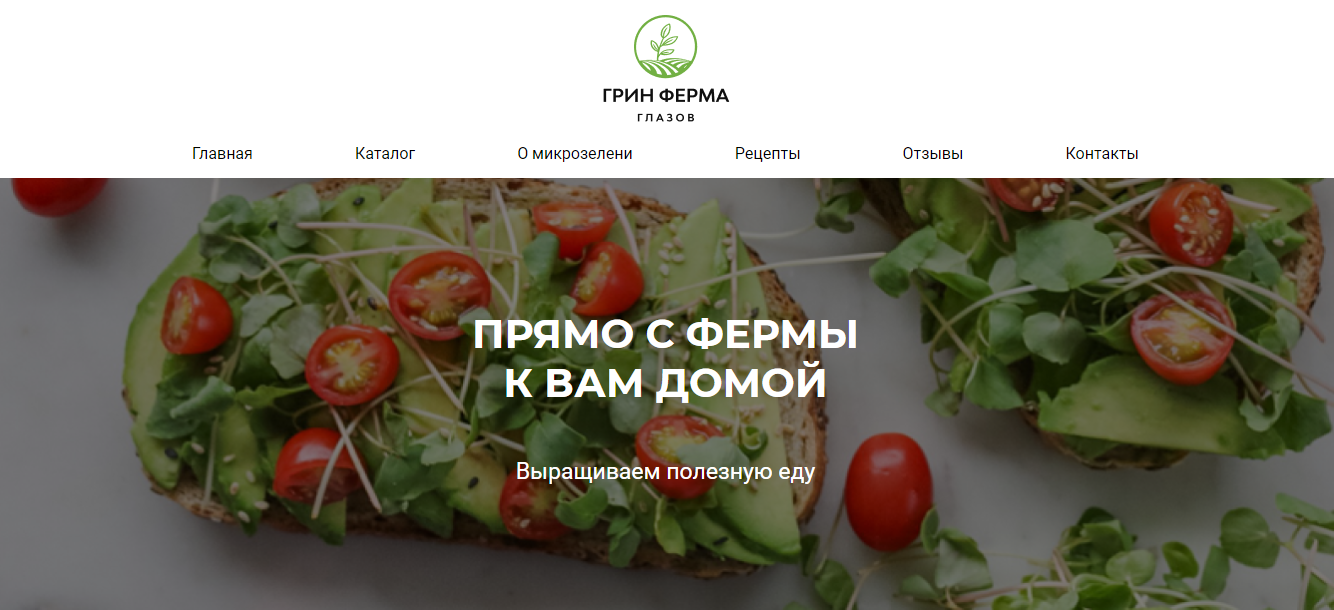 ГРИН ФЕРМА
ГЛАЗОВ
Главная Каталог О микрозелени Рецепты Отзывы Контакты
ПРЯМО С ФЕРМЫ
К ВАМ ДОМОЙ
Выращиваем полезную еду